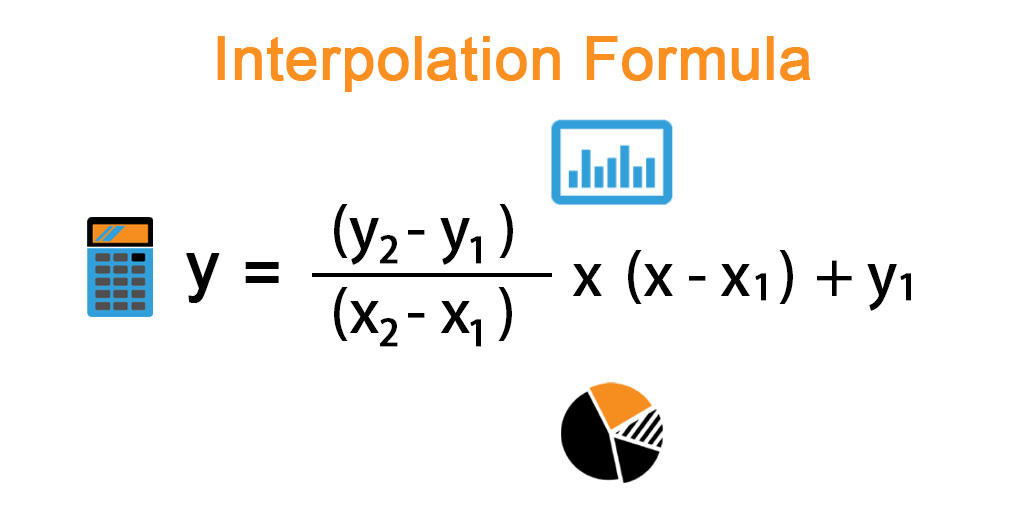 Interpolation Formula
y = (y₂ - y₁) / (x₂ - x₁) x (x - x₁) + y₁